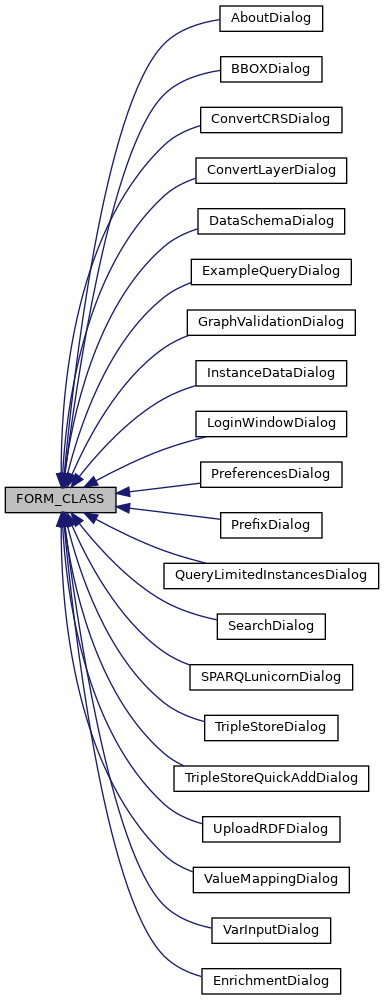 AboutDialog
BBOXDialog
ConvertCRSDialog
ConvertLayerDialog
DataSchemaDialog
ExampleQueryDialog
GraphValidationDialog
InstanceDataDialog
LoginWindowDialog
PreferencesDialog
FORM_CLASS
PrefixDialog
QueryLimitedInstancesDialog
SearchDialog
SPARQLunicornDialog
TripleStoreDialog
TripleStoreQuickAddDialog
UploadRDFDialog
ValueMappingDialog
VarInputDialog
EnrichmentDialog